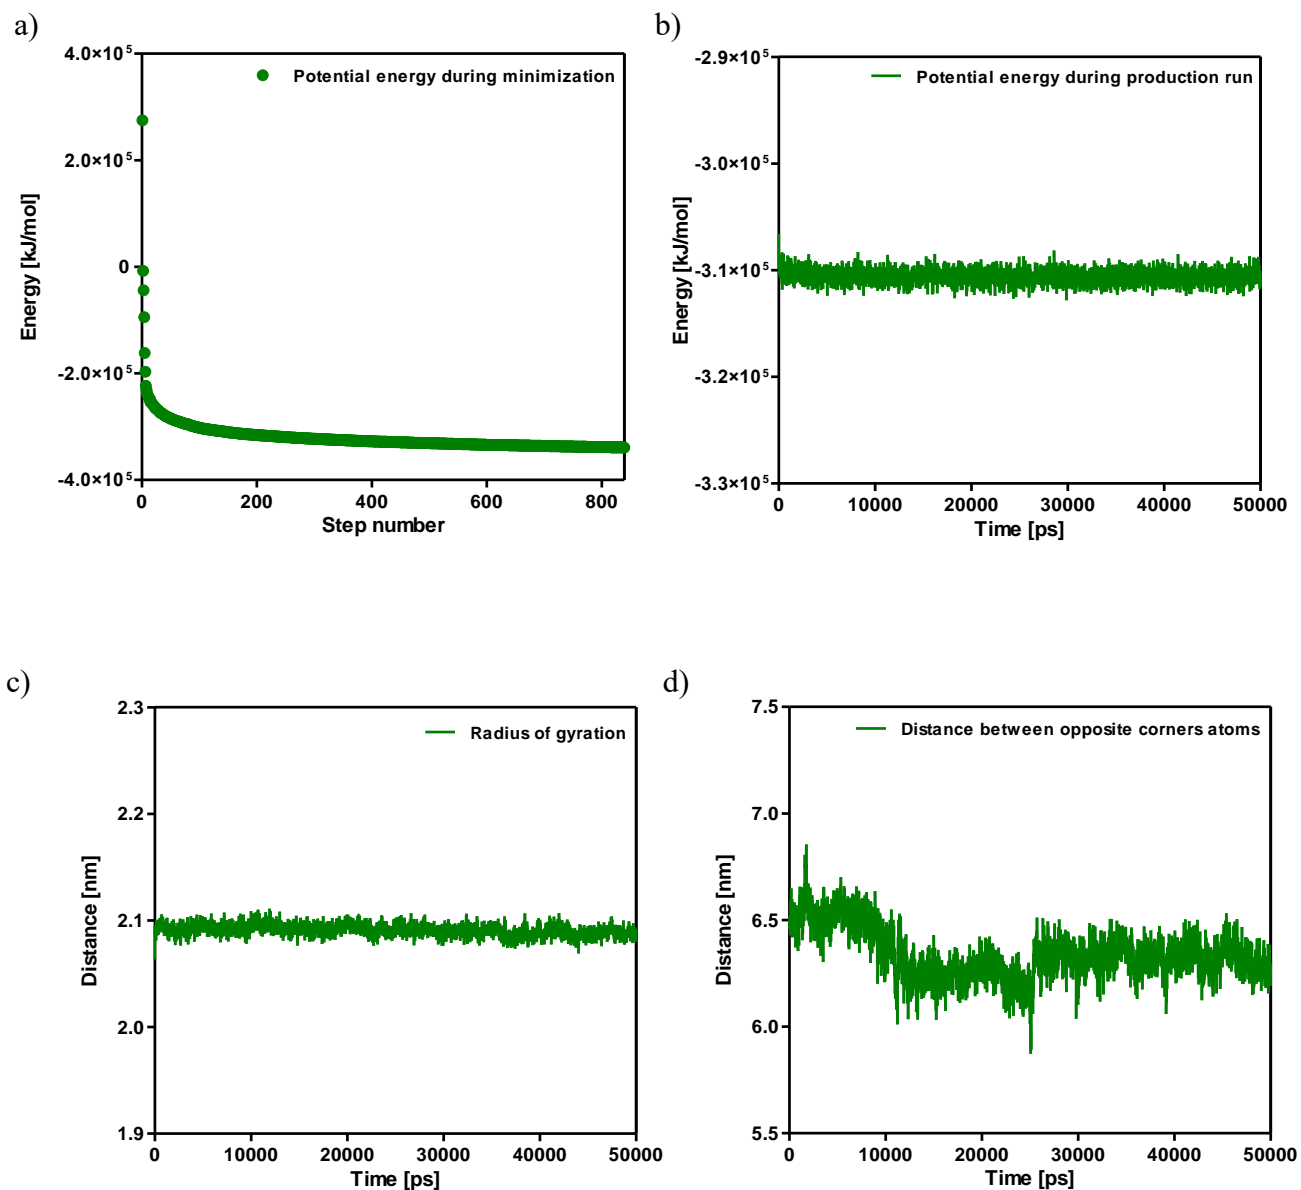 a)
4.0×10⁵
2.0×10⁵
0
-2.0×10⁵
-4.0×10⁵
Energy [kJ/mol]
Potential energy during minimization
0 200 400 600 800
Step number
b)
-2.9×10⁵
-3.0×10⁵
-3.1×10⁵
-3.2×10⁵
-3.3×10⁵
Energy [kJ/mol]
Potential energy during production run
0 10000 20000 30000 40000 50000
Time [ps]
c)
2.3
2.2
2.1
2.0
1.9
Distance [nm]
Radius of gyration
0 10000 20000 30000 40000 50000
Time [ps]
d)
7.5
7.0
6.5
6.0
5.5
Distance [nm]
Distance between opposite corners atoms
0 10000 20000 30000 40000 50000
Time [ps]